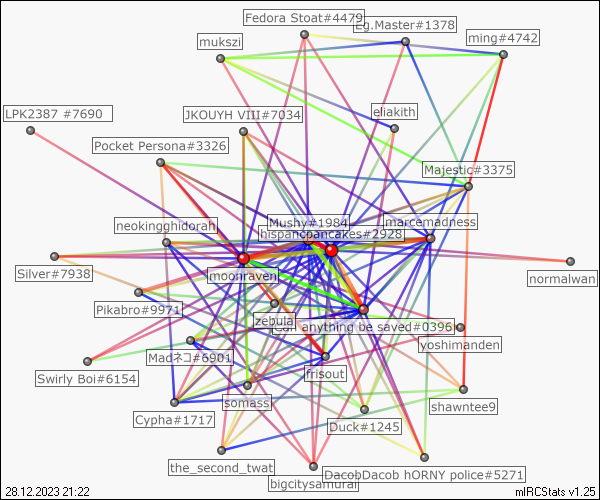 Fedora Stoat#4479
Eg.Master#1378
mukszi
ming#4742
LPK2387 #7690
JKOUYH VIII#7034
eliakith
Pocket Persona#3326
Majestic#3375
neokingghidorah
Mushy#1984
marcemadness
hispanopancakes#2928
Silver#7938
moonraven
normalwan
Pikabro#9971
zebula
anything be saved#0396
yoshimanden
Madネコ#6901
Swirly Boi#6154
frisout
somass
shawntee9
Cypha#1717
Duck#1245
the_second_twat
bigcitysamurai
DacobDacob hORNY police#5271
28.12.2023 21:22
mIRCStats v1.25